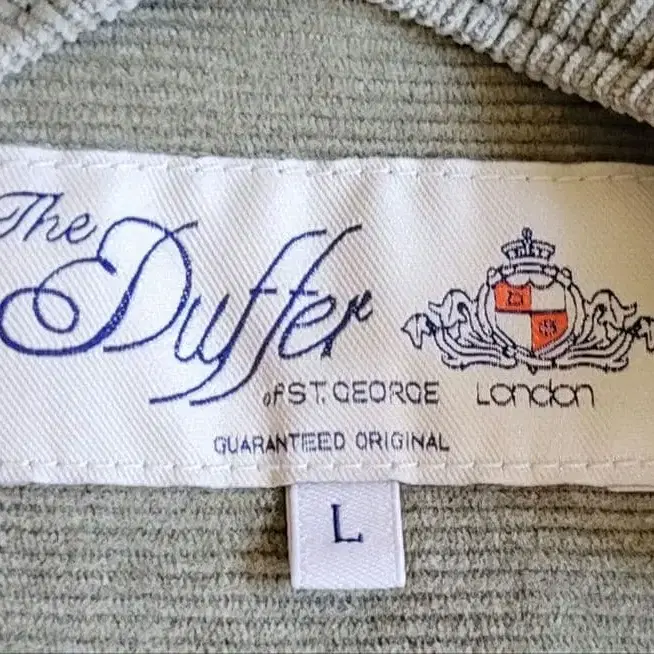 The Duffer
of ST. GEORGE London
GUARANTEED ORIGINAL
L